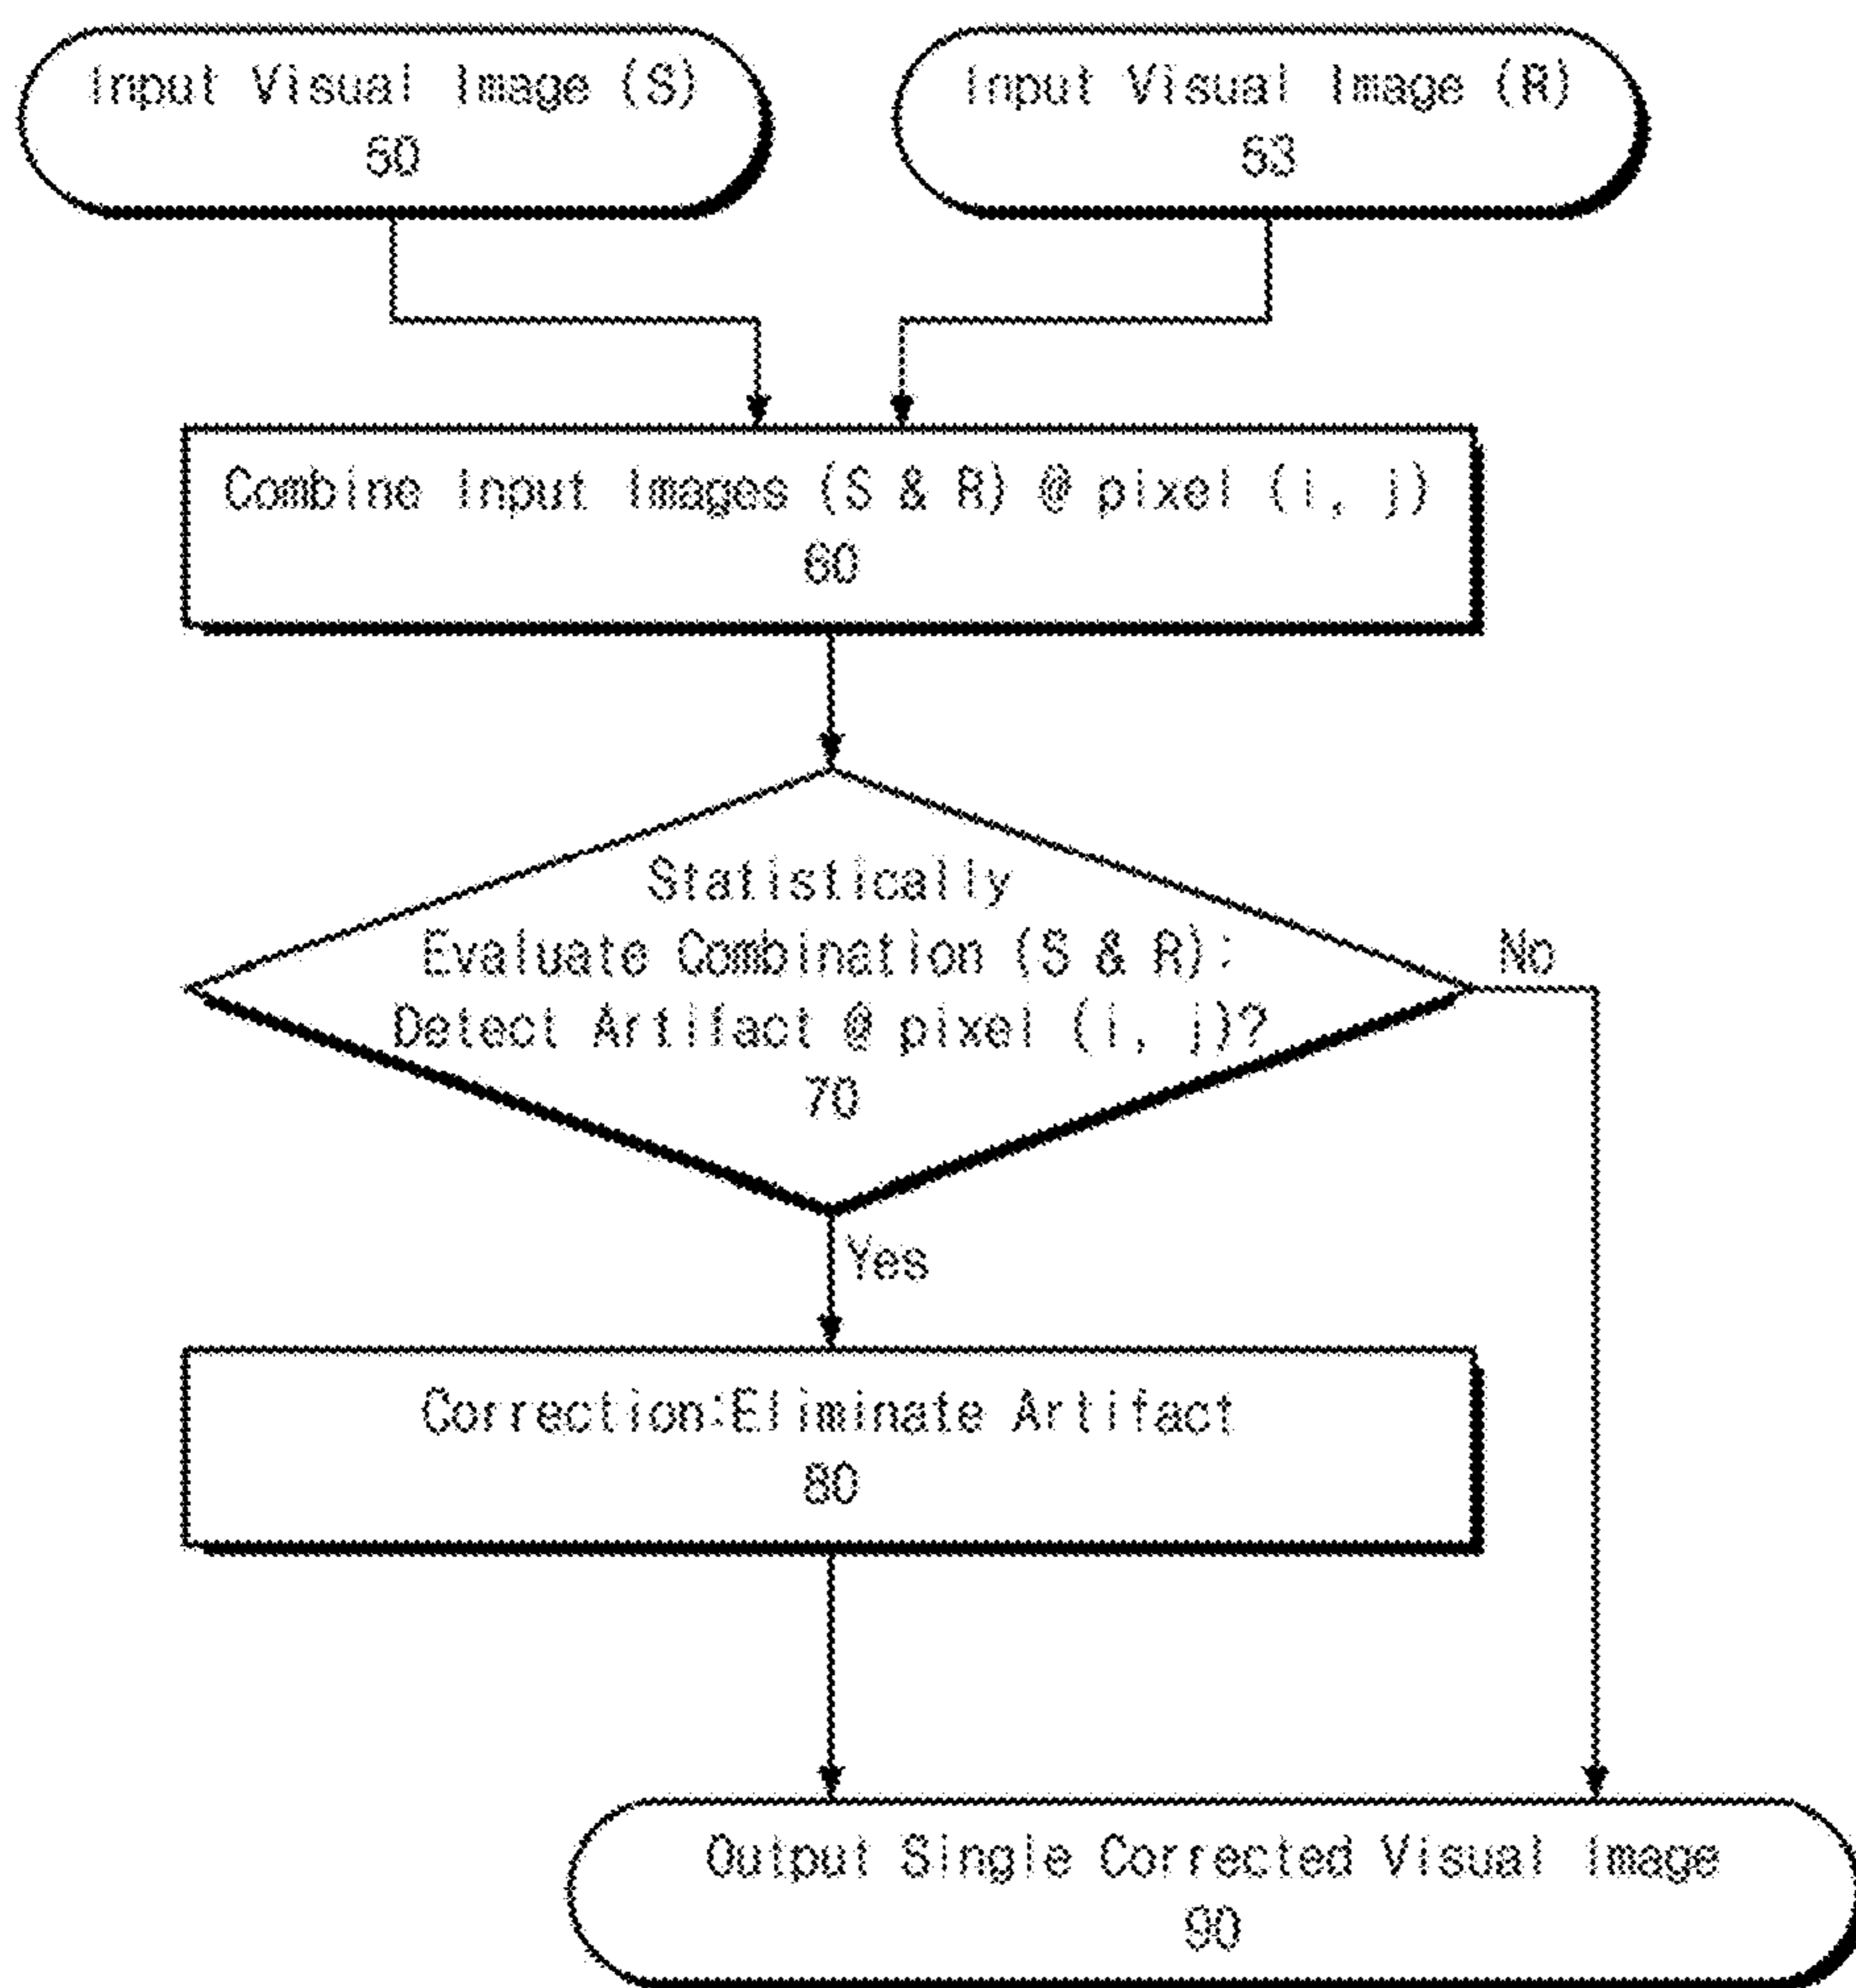 Input Visual Image (S)
50
Input Visual Image (R)
53
Combine Input Images (S & R) @ pixel (i, j)
60
Statistically
Evaluate Combination (S & R):
Detect Artifact @ pixel (i, j)?
70
No
Yes
Correction:Eliminate Artifact
80
Output Single Corrected Visual Image
90